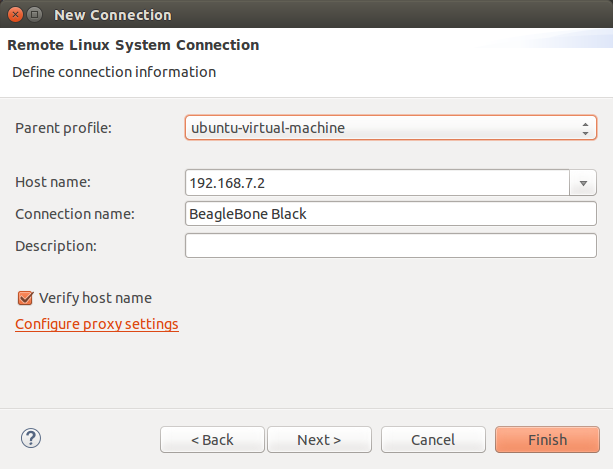 New Connection
Remote Linux System Connection
Define connection information
Parent profile: ubuntu-virtual-machine
Host name: 192.168.7.2
Connection name: BeagleBone Black
Description:
Verify host name
Configure proxy settings
? < Back Next > Cancel Finish